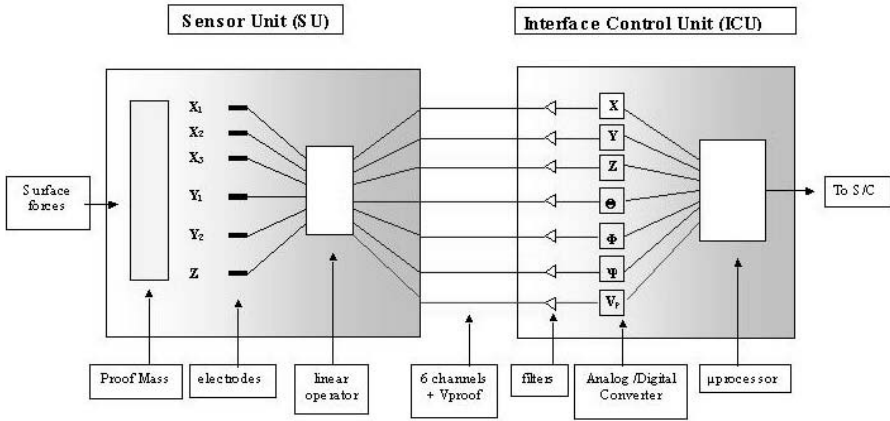 Sensor Unit (SU)
Interface Control Unit (ICU)
X1
X2
X3
Y1
Y2
Z
X
Y
Z
Θ
Φ
Ψ
VP
Surface
forces
To S/C
Proof Mass
electrodes
linear
operator
6 channels
+ Vproof
filters
Analog /Digital
Converter
μprocessor